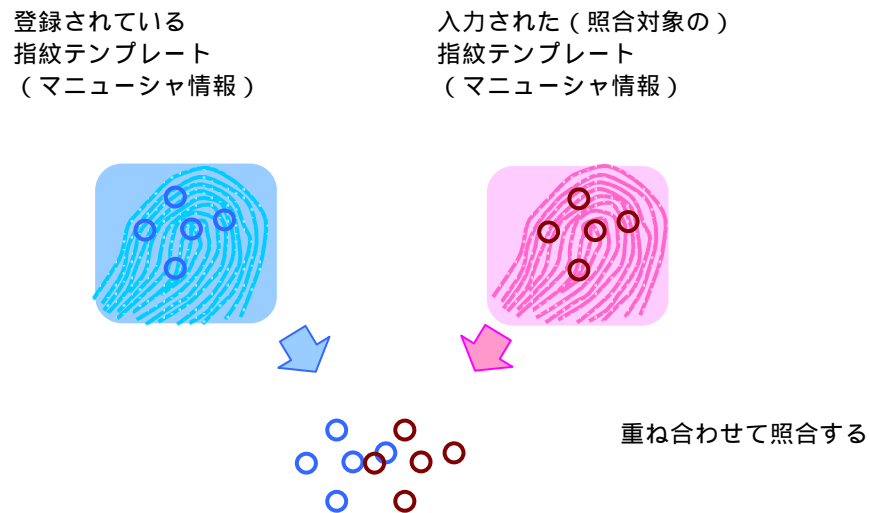 登録されている
指紋テンプレート
（マニューシャ情報）
入力された（照合対象の）
指紋テンプレート
（マニューシャ情報）
重ね合わせて照合する